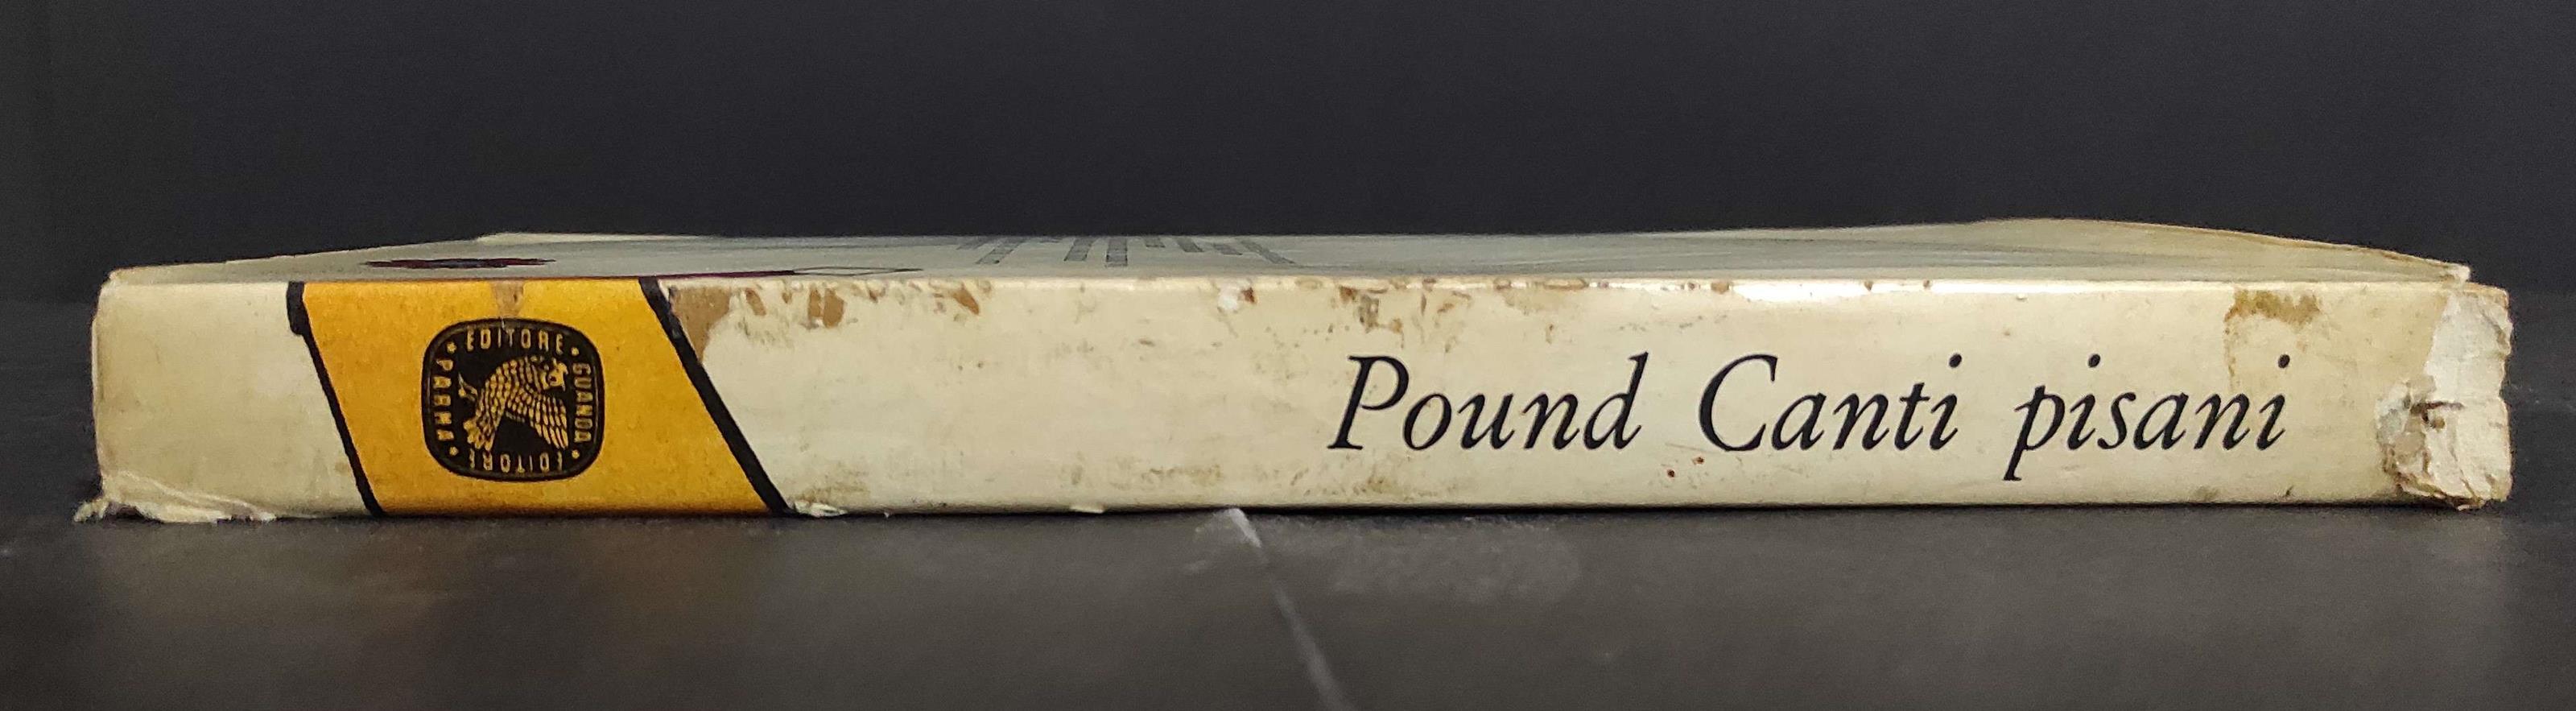 EDITORE
GUANDA
EDITORE
PARMA
Pound Canti pisani